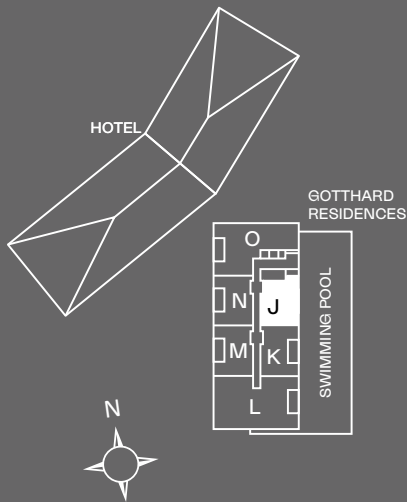 HOTEL
GOTTHARD
RESIDENCES
O
N
J
M
K
L
SWIMMING POOL
N